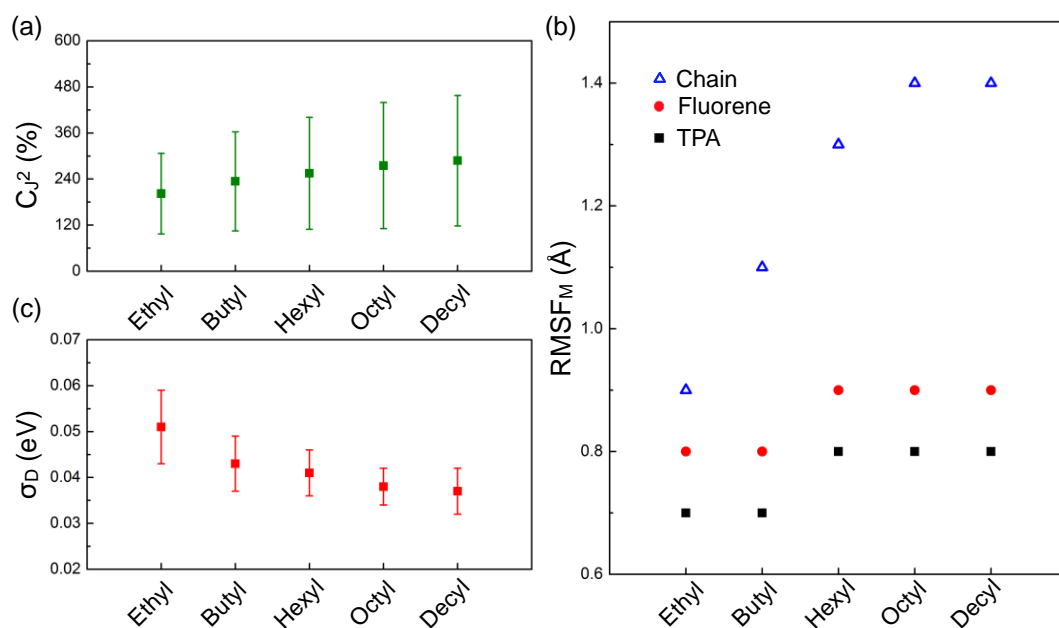 (a)
600
480
360
240
120
0
C_J² (%)
Ethyl
Butyl
Hexyl
Octyl
Decyl
(c)
0.07
0.06
0.05
0.04
0.03
0.02
σ_D (eV)
Ethyl
Butyl
Hexyl
Octyl
Decyl
(b)
Chain
Fluorene
TPA
1.4
1.2
1.0
0.8
0.6
RMSF_M (Å)
Ethyl
Butyl
Hexyl
Octyl
Decyl